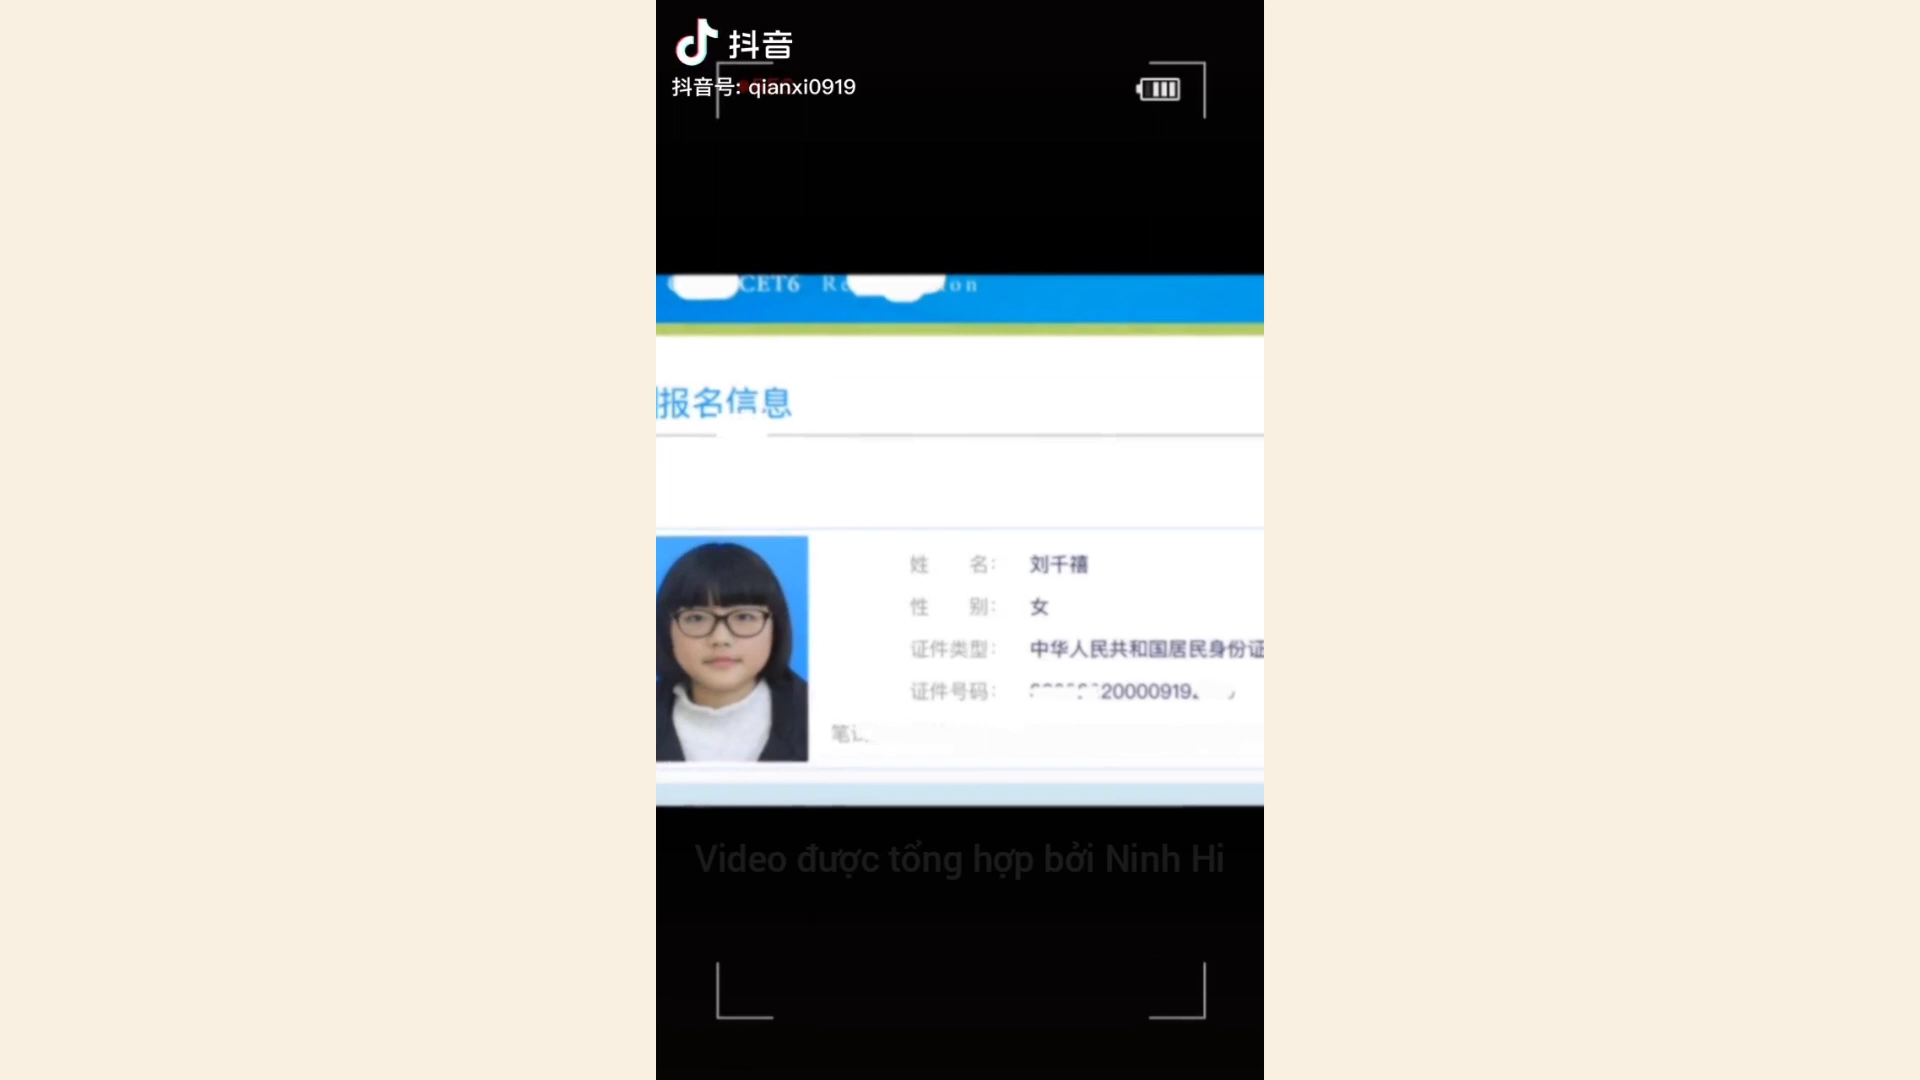 抖音
抖音号: qianxi0919
CET6
报名信息
姓 名: 刘千禧
性 别: 女
证件类型: 中华人民共和国居民身份证
证件号码: 20000919
Video được tổng hợp bởi Ninh Hi